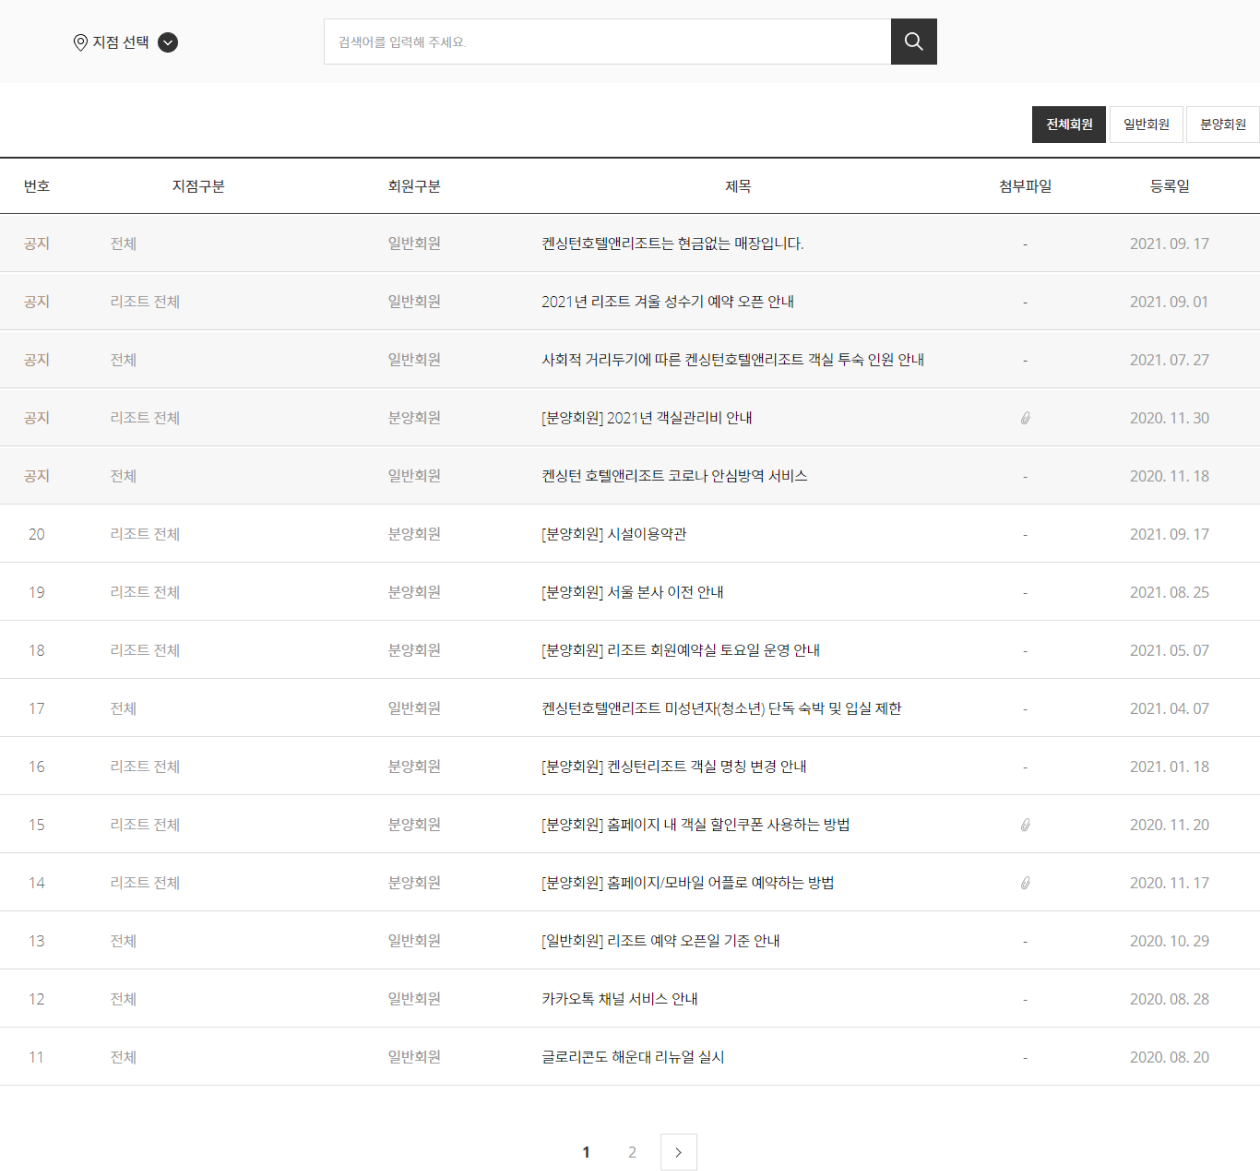 지점 선택
검색어를 입력해 주세요.
전체회원 일반회원 분양회원
번호 지점구분 회원구분 제목 첨부파일 등록일
공지 전체 일반회원 켄싱턴호텔앤리조트는 현금없는 매장입니다. - 2021. 09. 17
공지 리조트 전체 일반회원 2021년 리조트 겨울 성수기 예약 오픈 안내 - 2021. 09. 01
공지 전체 일반회원 사회적 거리두기에 따른 켄싱턴호텔앤리조트 객실 투숙 인원 안내 - 2021. 07. 27
공지 리조트 전체 분양회원 [분양회원] 2021년 객실관리비 안내 2020. 11. 30
공지 전체 일반회원 켄싱턴 호텔앤리조트 코로나 안심방역 서비스 - 2020. 11. 18
20 리조트 전체 분양회원 [분양회원] 시설이용약관 - 2021. 09. 17
19 리조트 전체 분양회원 [분양회원] 서울 본사 이전 안내 - 2021. 08. 25
18 리조트 전체 분양회원 [분양회원] 리조트 회원예약실 토요일 운영 안내 - 2021. 05. 07
17 전체 일반회원 켄싱턴호텔앤리조트 미성년자(청소년) 단독 숙박 및 입실 제한 - 2021. 04. 07
16 리조트 전체 분양회원 [분양회원] 켄싱턴리조트 객실 명칭 변경 안내 - 2021. 01. 18
15 리조트 전체 분양회원 [분양회원] 홈페이지 내 객실 할인쿠폰 사용하는 방법 2020. 11. 20
14 리조트 전체 분양회원 [분양회원] 홈페이지/모바일 어플로 예약하는 방법 2020. 11. 17
13 전체 일반회원 [일반회원] 리조트 예약 오픈일 기준 안내 - 2020. 10. 29
12 전체 일반회원 카카오톡 채널 서비스 안내 - 2020. 08. 28
11 전체 일반회원 글로리콘도 해운대 리뉴얼 실시 - 2020. 08. 20
1 2 >